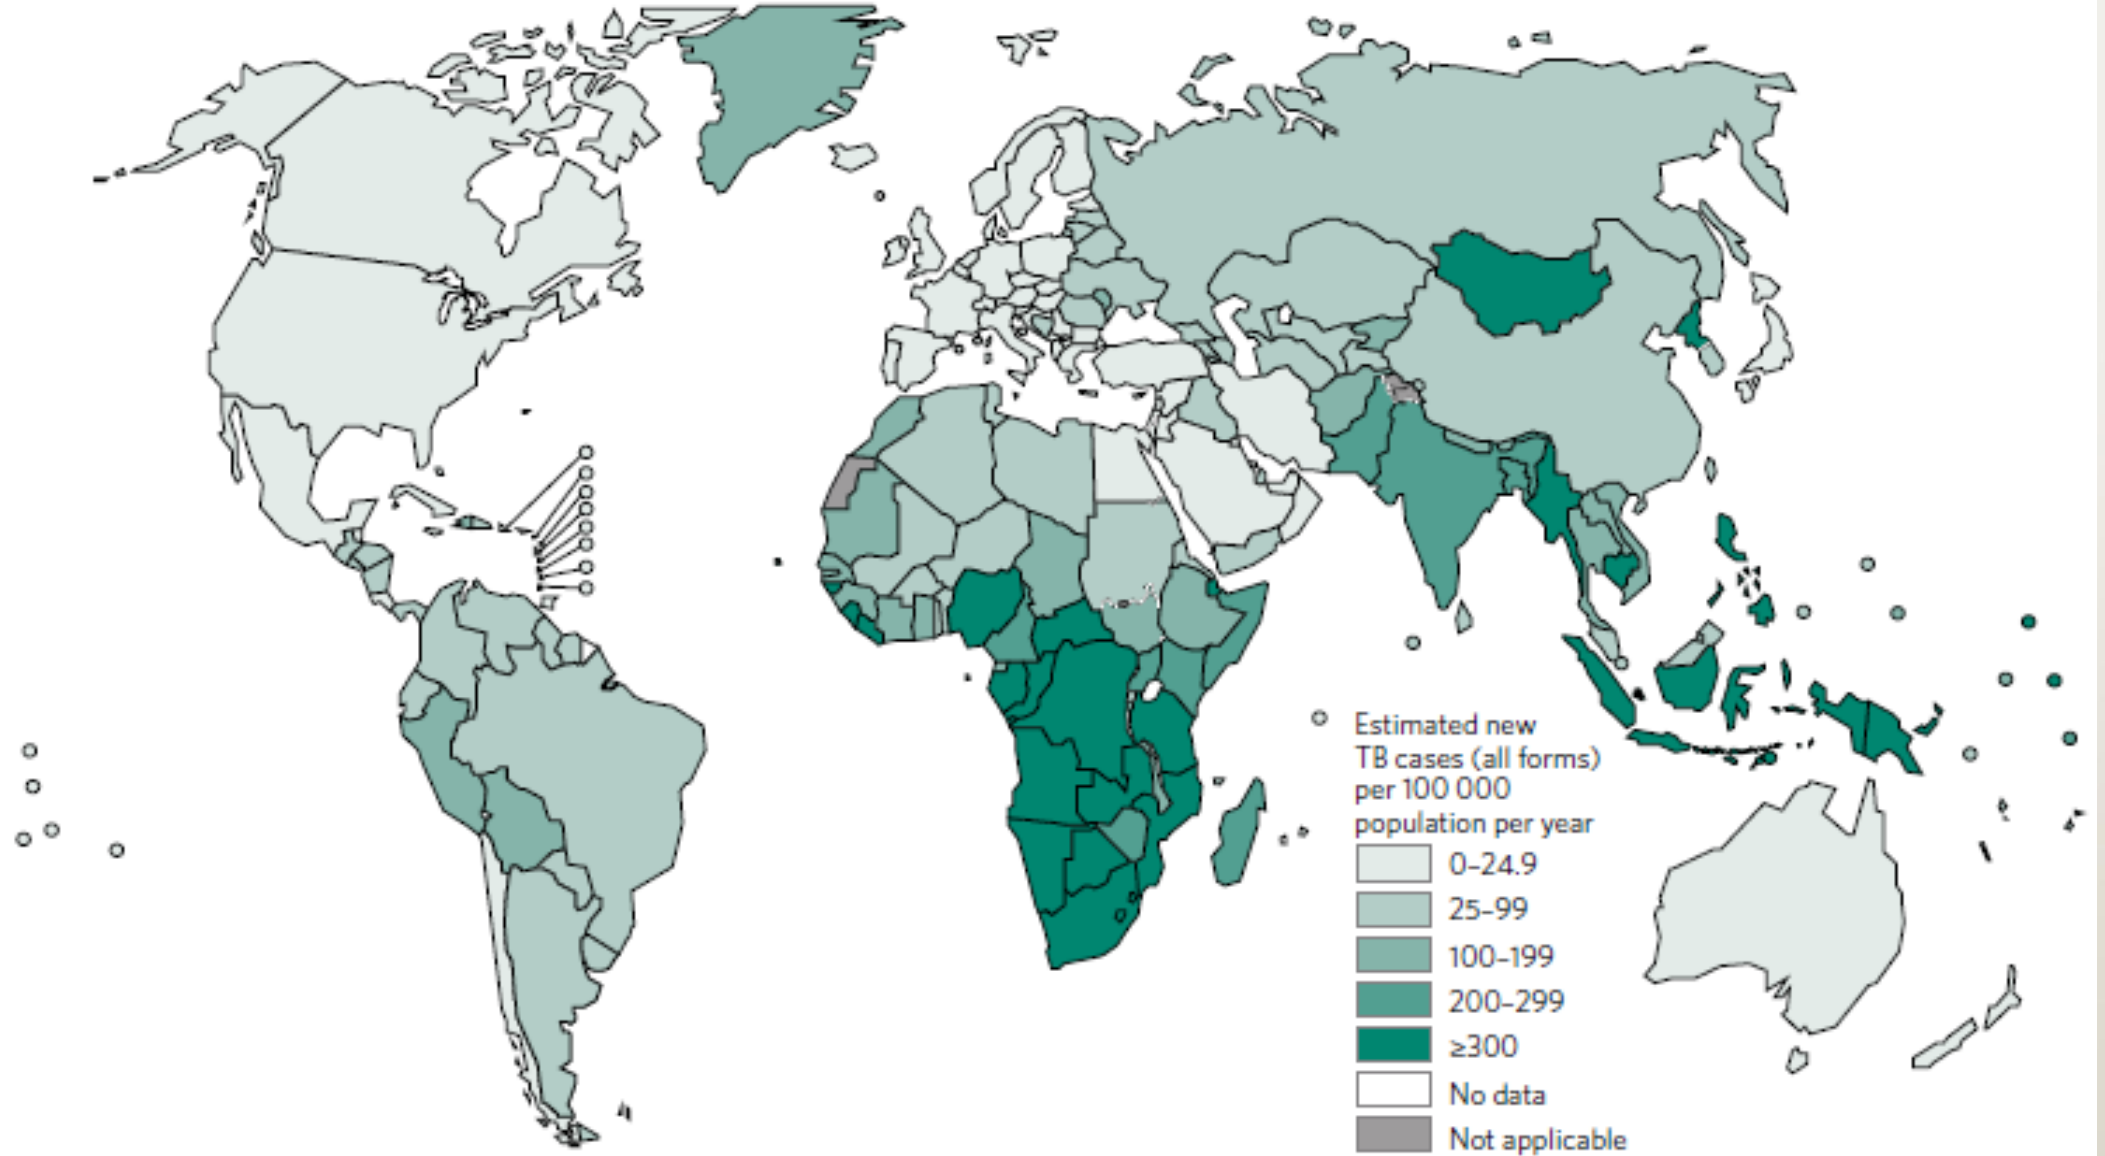 Estimated new
TB cases (all forms)
per 100 000
population per year
0–24.9
25–99
100–199
200–299
≥300
No data
Not applicable